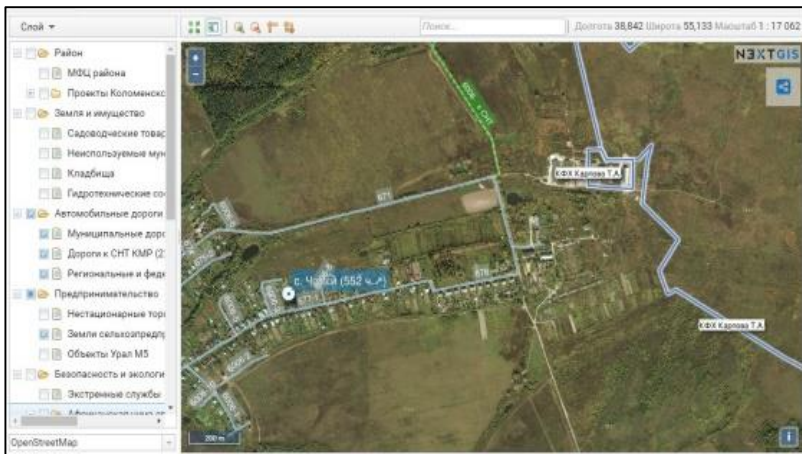 Слой
Поиск...
Долгота 38,842 Широта 55,133 Масштаб 1 : 17 062
Район
МФЦ района
Проекты Коломенско
Земля и имущество
Садоводческие товар
Неиспользуемые мун
Кладбища
Гидротехнические со
Автомобильные дороги
Муниципальные доро
Дороги к СНТ КМР (2
Региональные и феде
Предпринимательство
Нестационарные торг
Земли сельхозпредпр
Объекты Урал М5
Безопасность и экологи
Экстренные службы
OpenStreetMap
+
-
NEXTGIS
к СНТ
671
КФХ Карпова Т.А.
КФХ Карпова Т.А.
200 m
i